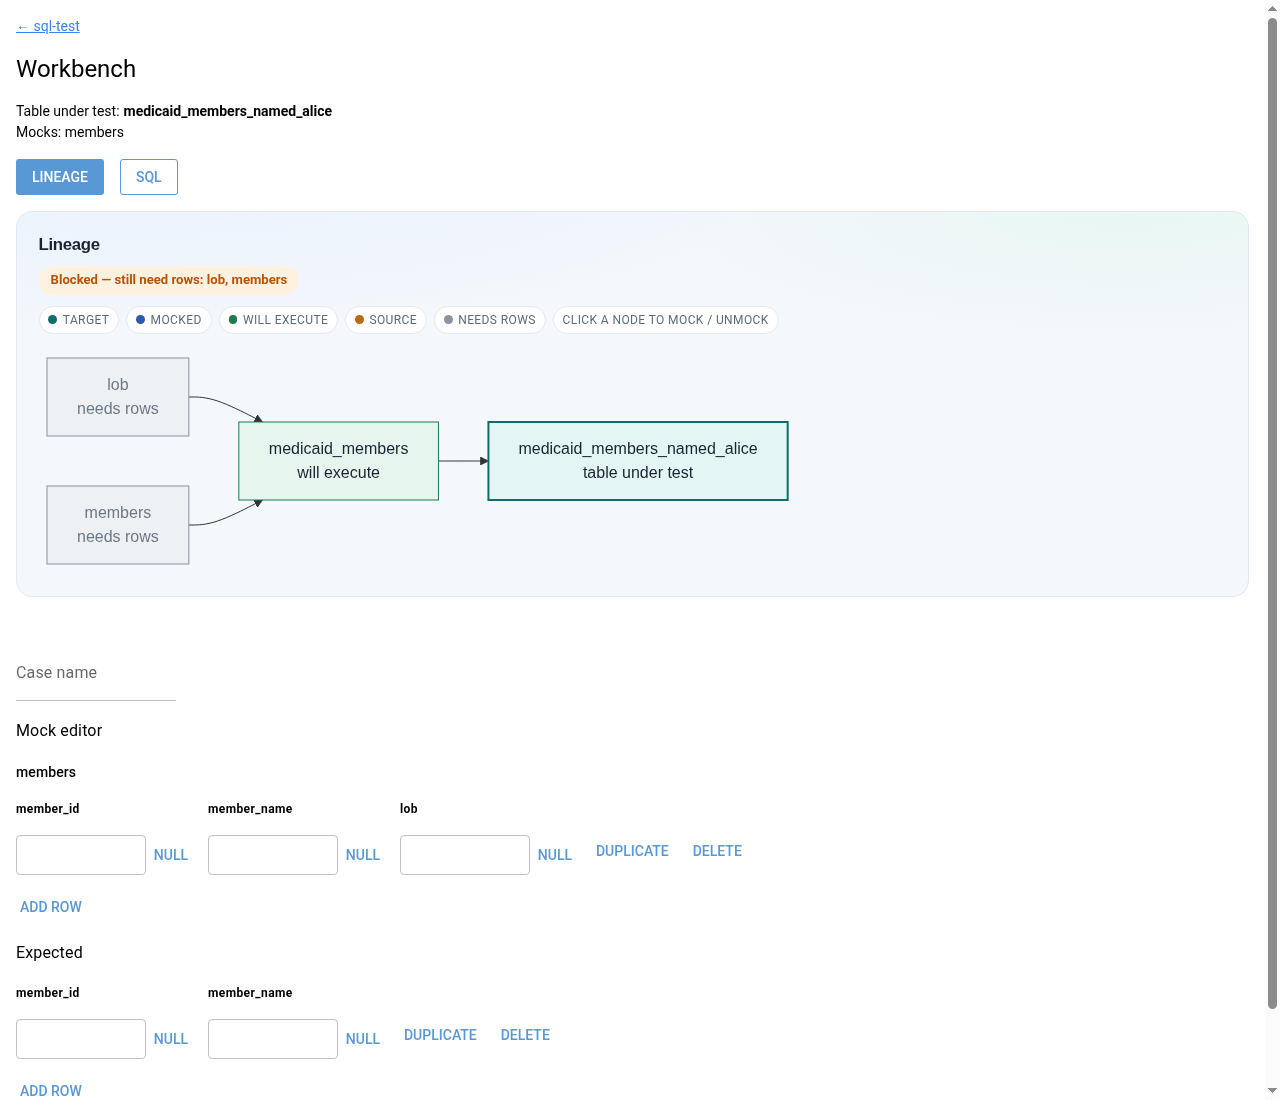 ← sql-test
Workbench
Table under test: medicaid_members_named_alice
Mocks: members
LINEAGE SQL
Lineage
Blocked — still need rows: lob, members
TARGET MOCKED WILL EXECUTE SOURCE NEEDS ROWS CLICK A NODE TO MOCK / UNMOCK
lob
needs rows
medicaid_members
will execute
medicaid_members_named_alice
table under test
members
needs rows
Case name
Mock editor
members
member_id member_name lob
NULL NULL NULL DUPLICATE DELETE
ADD ROW
Expected
member_id member_name
NULL NULL DUPLICATE DELETE
ADD ROW